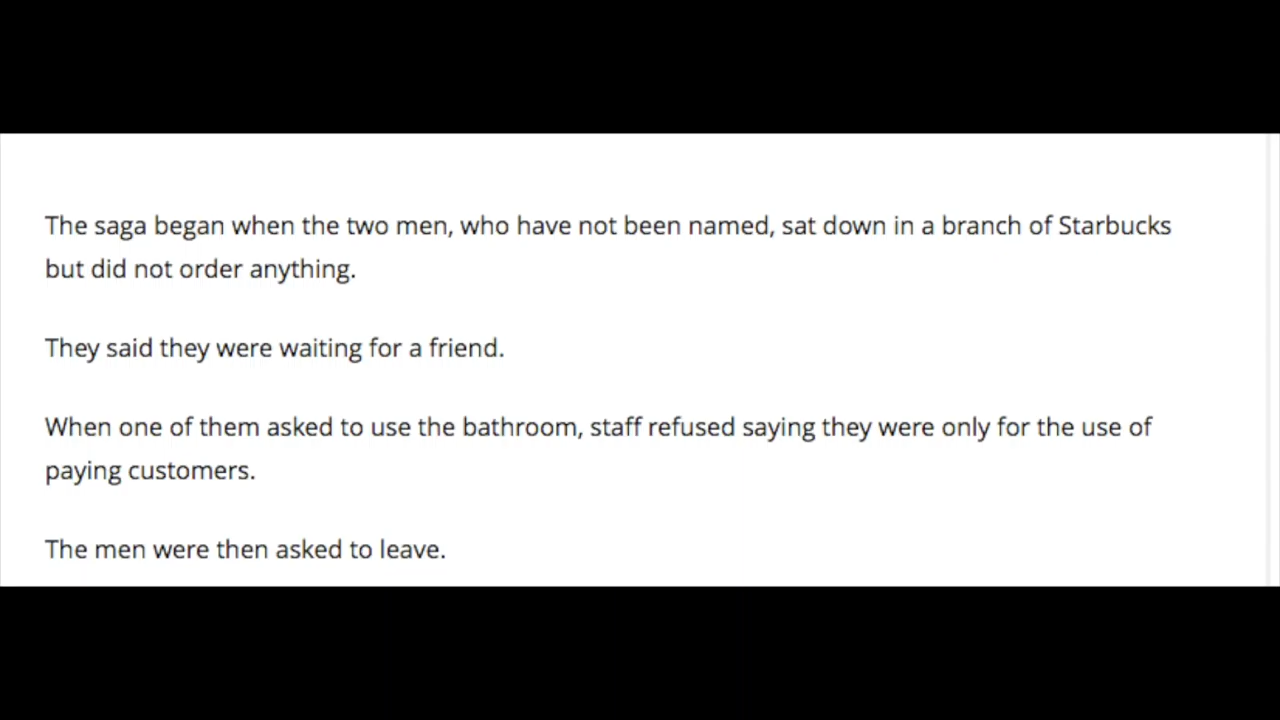 The saga began when the two men, who have not been named, sat down in a branch of Starbucks
but did not order anything.
They said they were waiting for a friend.
When one of them asked to use the bathroom, staff refused saying they were only for the use of
paying customers.
The men were then asked to leave.